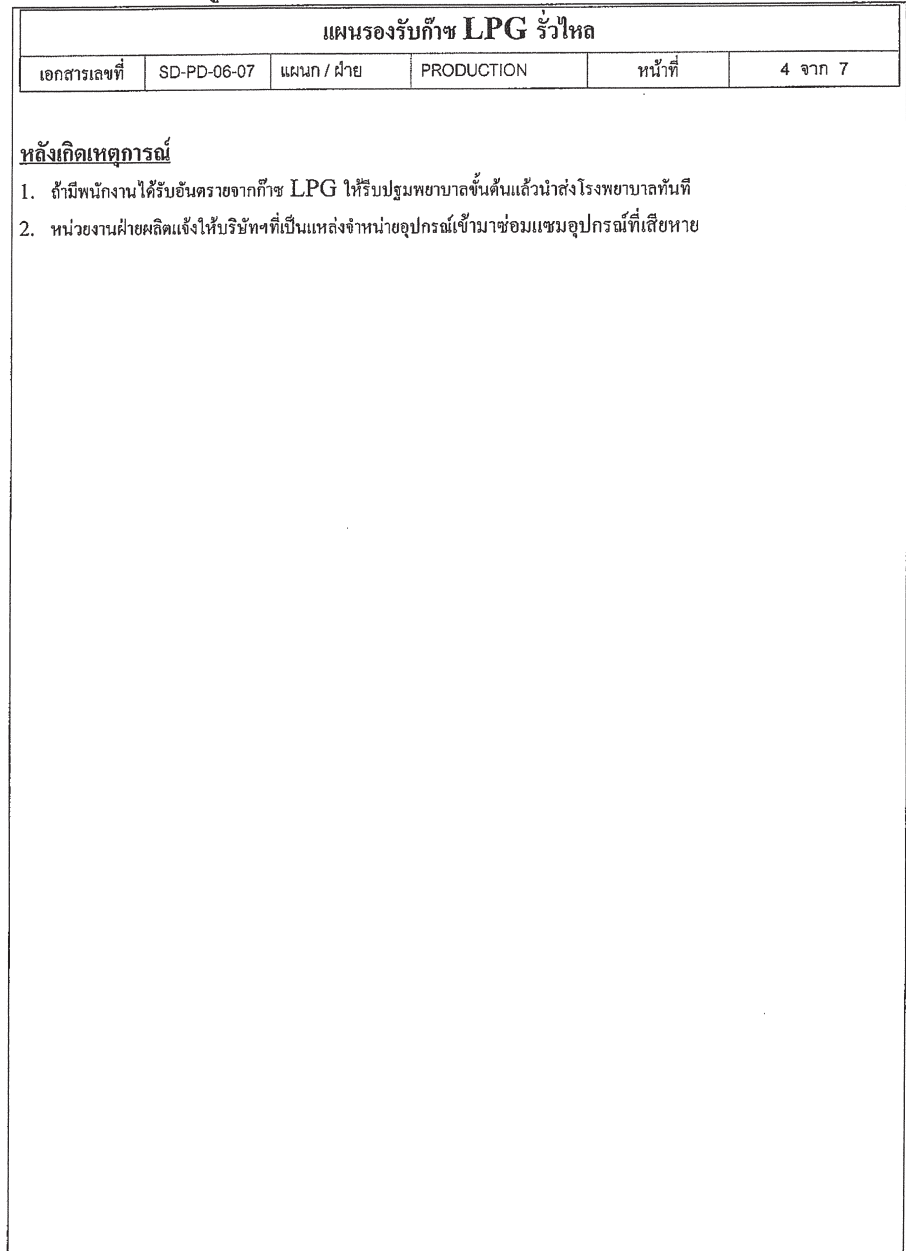 แผนรองรับก๊าซ LPG รั่วไหล
เอกสารเลขที่ SD-PD-06-07 แผนก / ฝ่าย PRODUCTION หน้าที่ 4 จาก 7
หลังเกิดเหตุการณ์
1. ถ้ามีพนักงานได้รับอันตรายจากก๊าซ LPG ให้รีบปฐมพยาบาลขั้นต้นแล้วนำส่งโรงพยาบาลทันที
2. หน่วยงานฝ่ายผลิตแจ้งให้บริษัทฯที่เป็นแหล่งจำหน่ายอุปกรณ์เข้ามาซ่อมแซมอุปกรณ์ที่เสียหาย